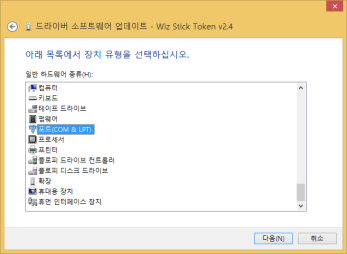 드라이버 소프트웨어 업데이트 - Wiz Stick Token v2.4
아래 목록에서 장치 유형을 선택하십시오.
일반 하드웨어 종류(H):
컴퓨터
키보드
테이프 드라이브
펌웨어
포트(COM & LPT)
프로세서
프린터
플로피 드라이브 컨트롤러
플로피 디스크 드라이브
확장
휴대용 장치
휴먼 인터페이스 장치
다음(N)
취소